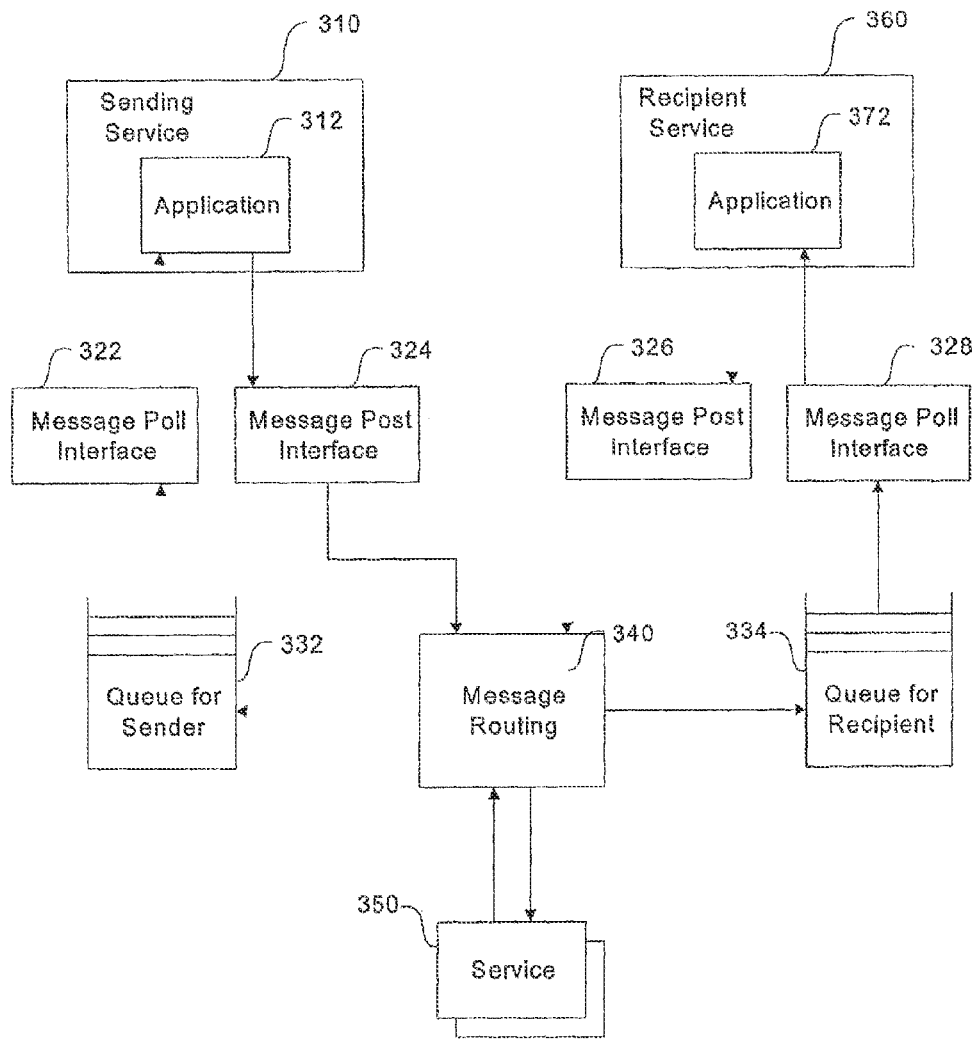 310
360
Sending
Service
312
Application
Recipient
Service
372
Application
322
324
326
328
Message Poll
Interface
Message Post
Interface
Message Post
Interface
Message Poll
Interface
332
Queue for
Sender
340
Message
Routing
334
Queue for
Recipient
350
Service